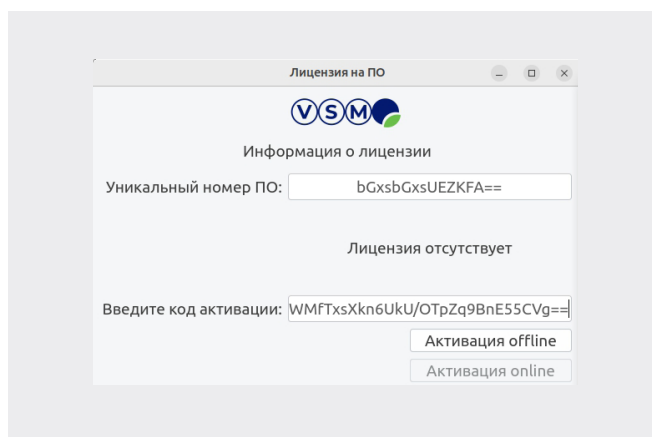 Лицензия на ПО
VSM
Информация о лицензии
Уникальный номер ПО: bGxsbGxsUEZKFA==
Лицензия отсутствует
Введите код активации: WMfTxsXkn6UkU/OTpZq9BnE55CVg==
Активация offline
Активация online